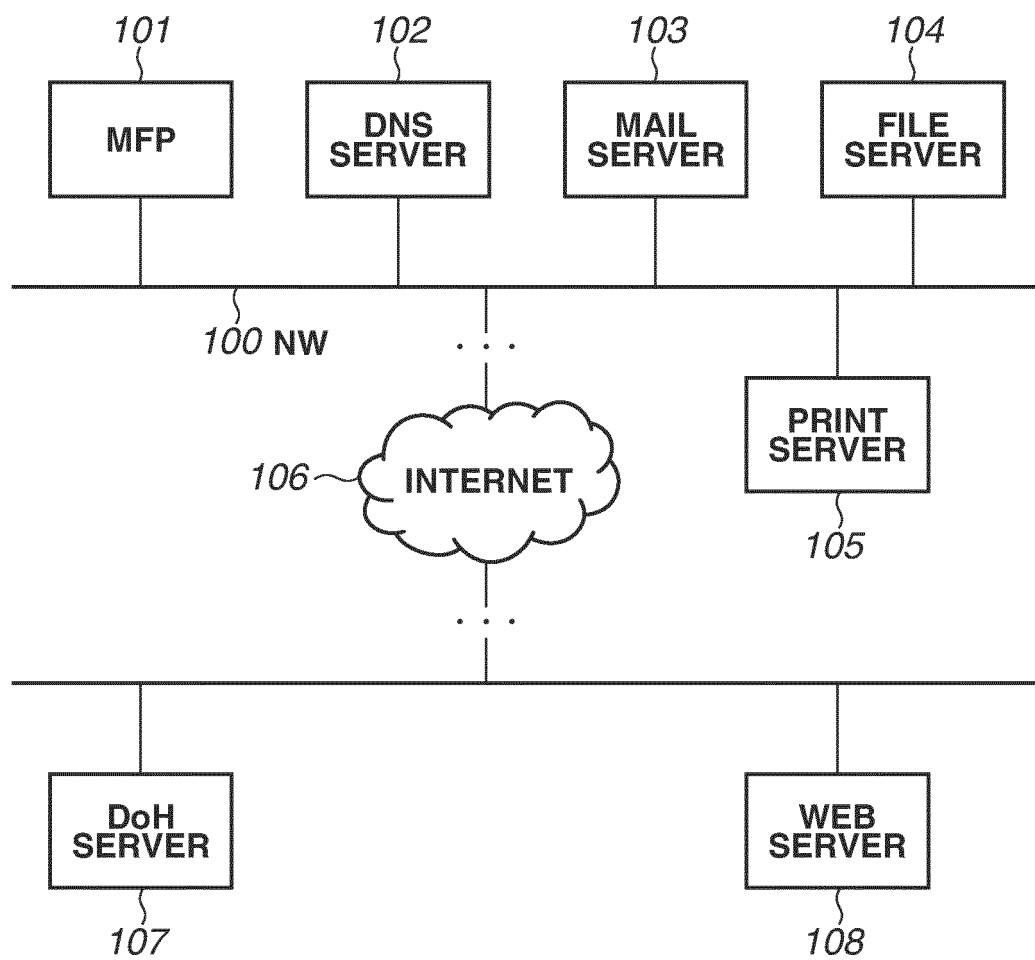 101
102
103
104
MFP
DNS
SERVER
MAIL
SERVER
FILE
SERVER
100 NW
. . .
PRINT
SERVER
106
INTERNET
105
. . .
DoH
SERVER
WEB
SERVER
107
108